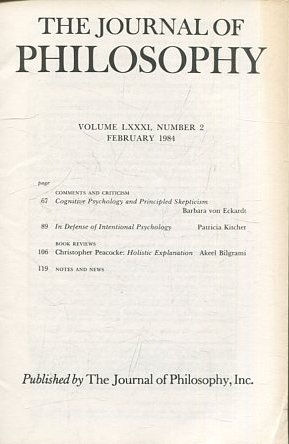 THE JOURNAL OF
PHILOSOPHY
VOLUME LXXXI, NUMBER 2
FEBRUARY 1984
page
COMMENTS AND CRITICISM
67 Cognitive Psychology and Principled Skepticism
Barbara von Eckardt
89 In Defense of Intentional Psychology Patricia Kitcher
BOOK REVIEWS
106 Christopher Peacocke: Holistic Explanation Akeel Bilgrami
119 NOTES AND NEWS
Published by The Journal of Philosophy, Inc.